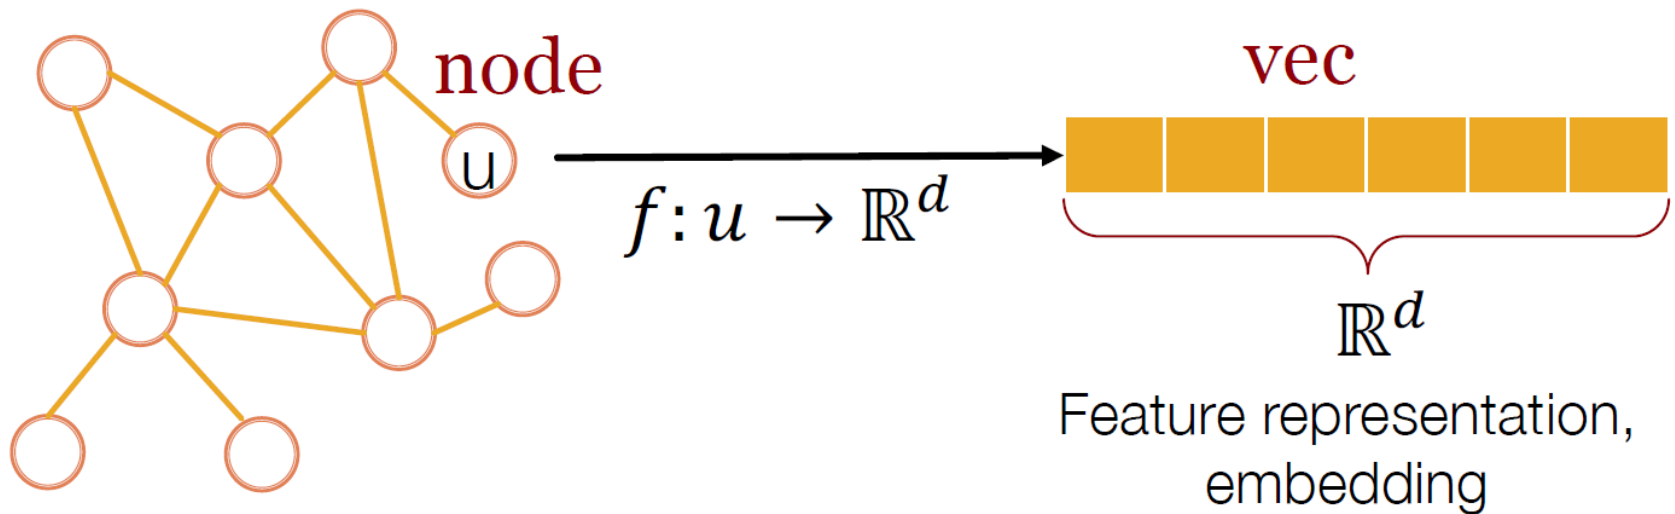 node
vec
u
f: u → ℝ^d
ℝ^d
Feature representation,
embedding